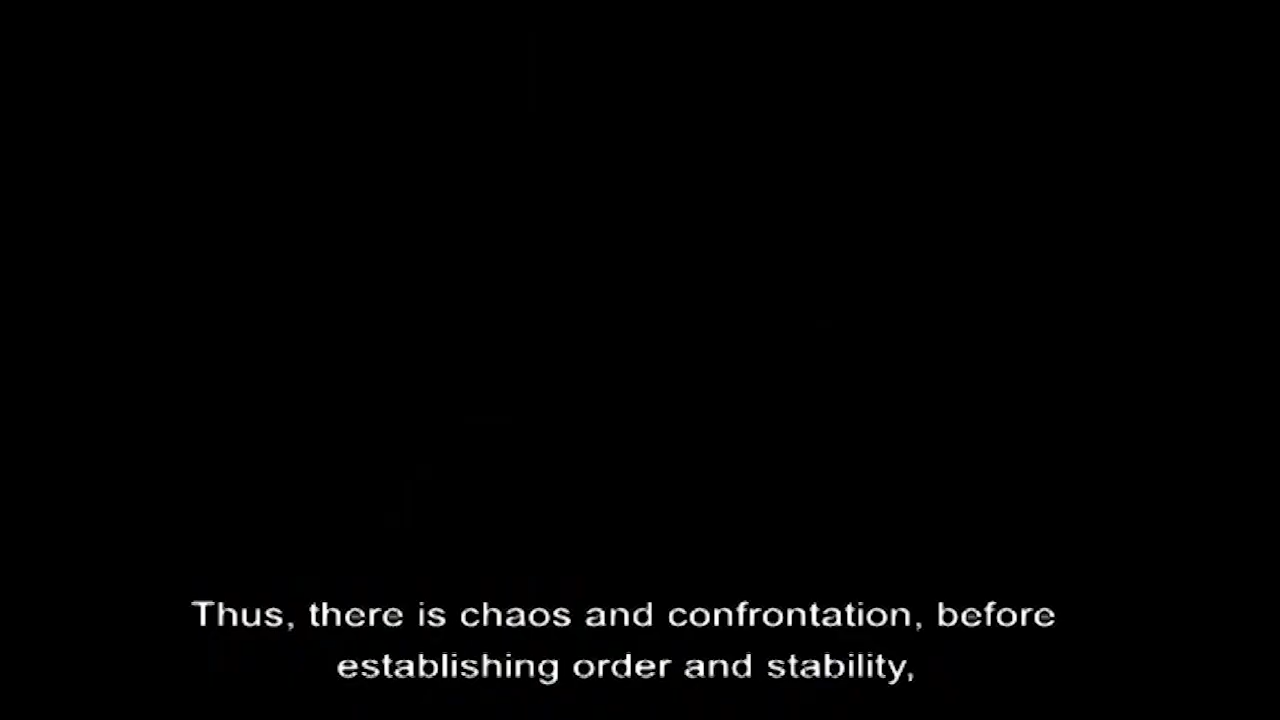 Thus, there is chaos and confrontation, before
establishing order and stability,